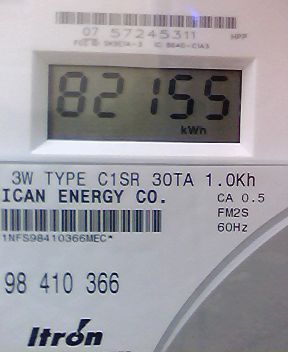 07 57245311 HPP
82155
kWh
3W TYPE C1SR 30TA 1.0Kh
ICAN ENERGY CO. CA 0.5
FM2S
1NFS98410366MEC* 60Hz
98 410 366
Itron